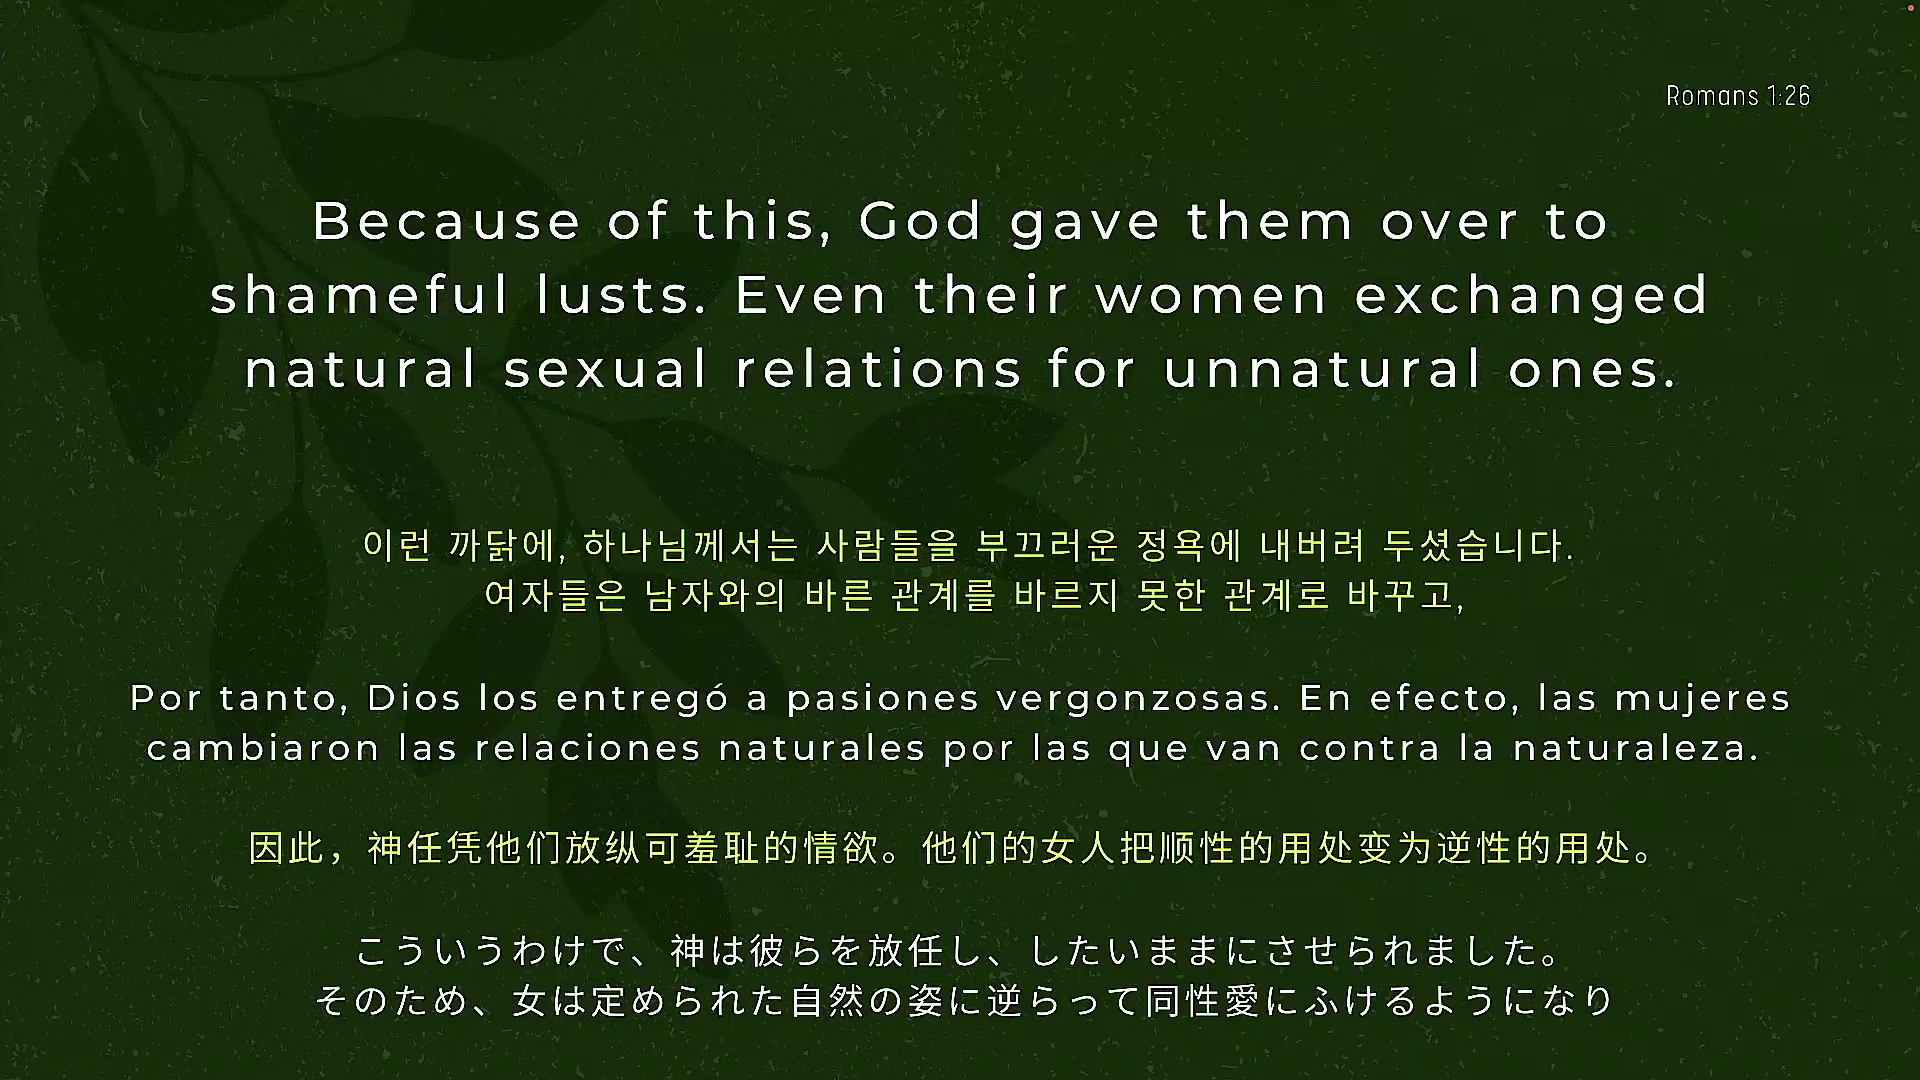 Romans 1:26
Because of this, God gave them over to
shameful lusts. Even their women exchanged
natural sexual relations for unnatural ones.
이런 까닭에, 하나님께서는 사람들을 부끄러운 정욕에 내버려 두셨습니다.
여자들은 남자와의 바른 관계를 바르지 못한 관계로 바꾸고,
Por tanto, Dios los entregó a pasiones vergonzosas. En efecto, las mujeres
cambiaron las relaciones naturales por las que van contra la naturaleza.
因此，神任凭他们放纵可羞耻的情欲。他们的女人把顺性的用处变为逆性的用处。
こういうわけで、神は彼らを放任し、したいままにさせられました。
そのため、女は定められた自然の姿に逆らって同性愛にふけるようになり